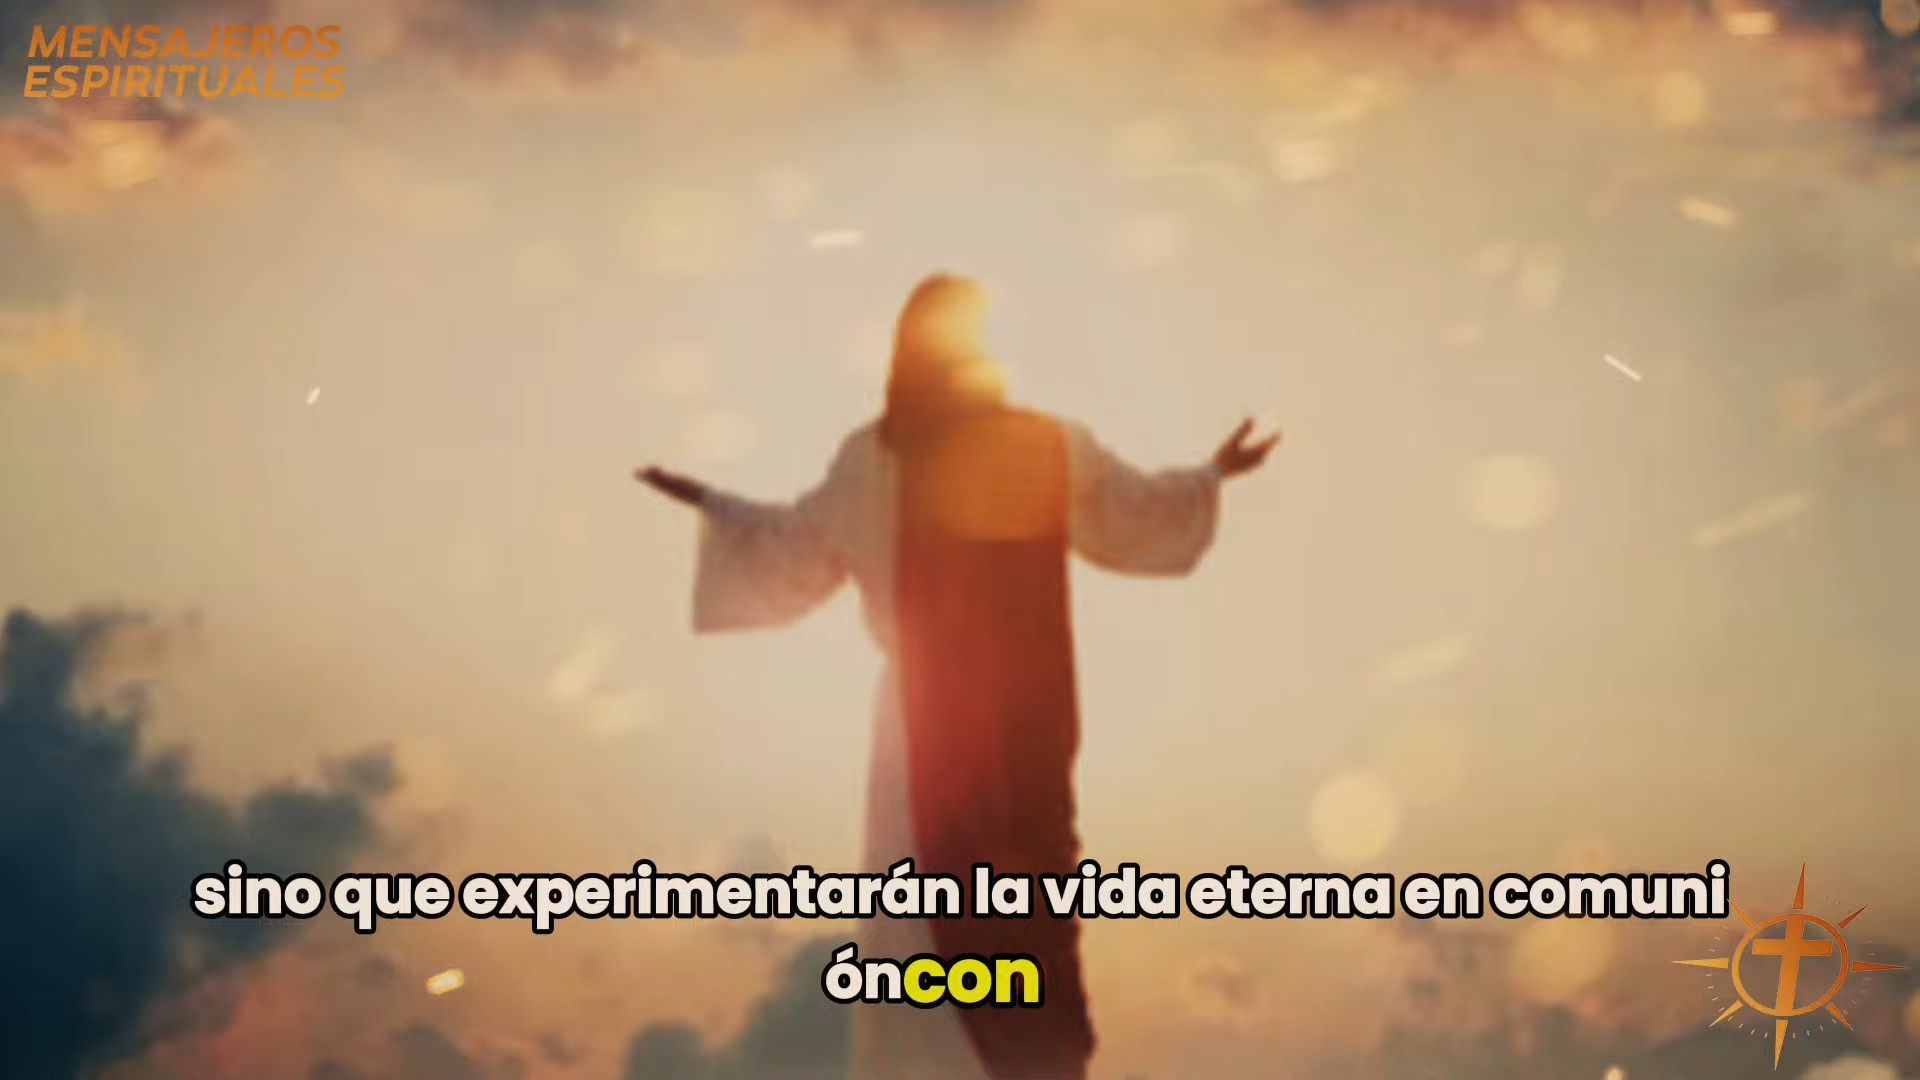 MENSAJEROS
ESPIRITUALES
sino que experimentarán la vida eterna en comuni
óncon